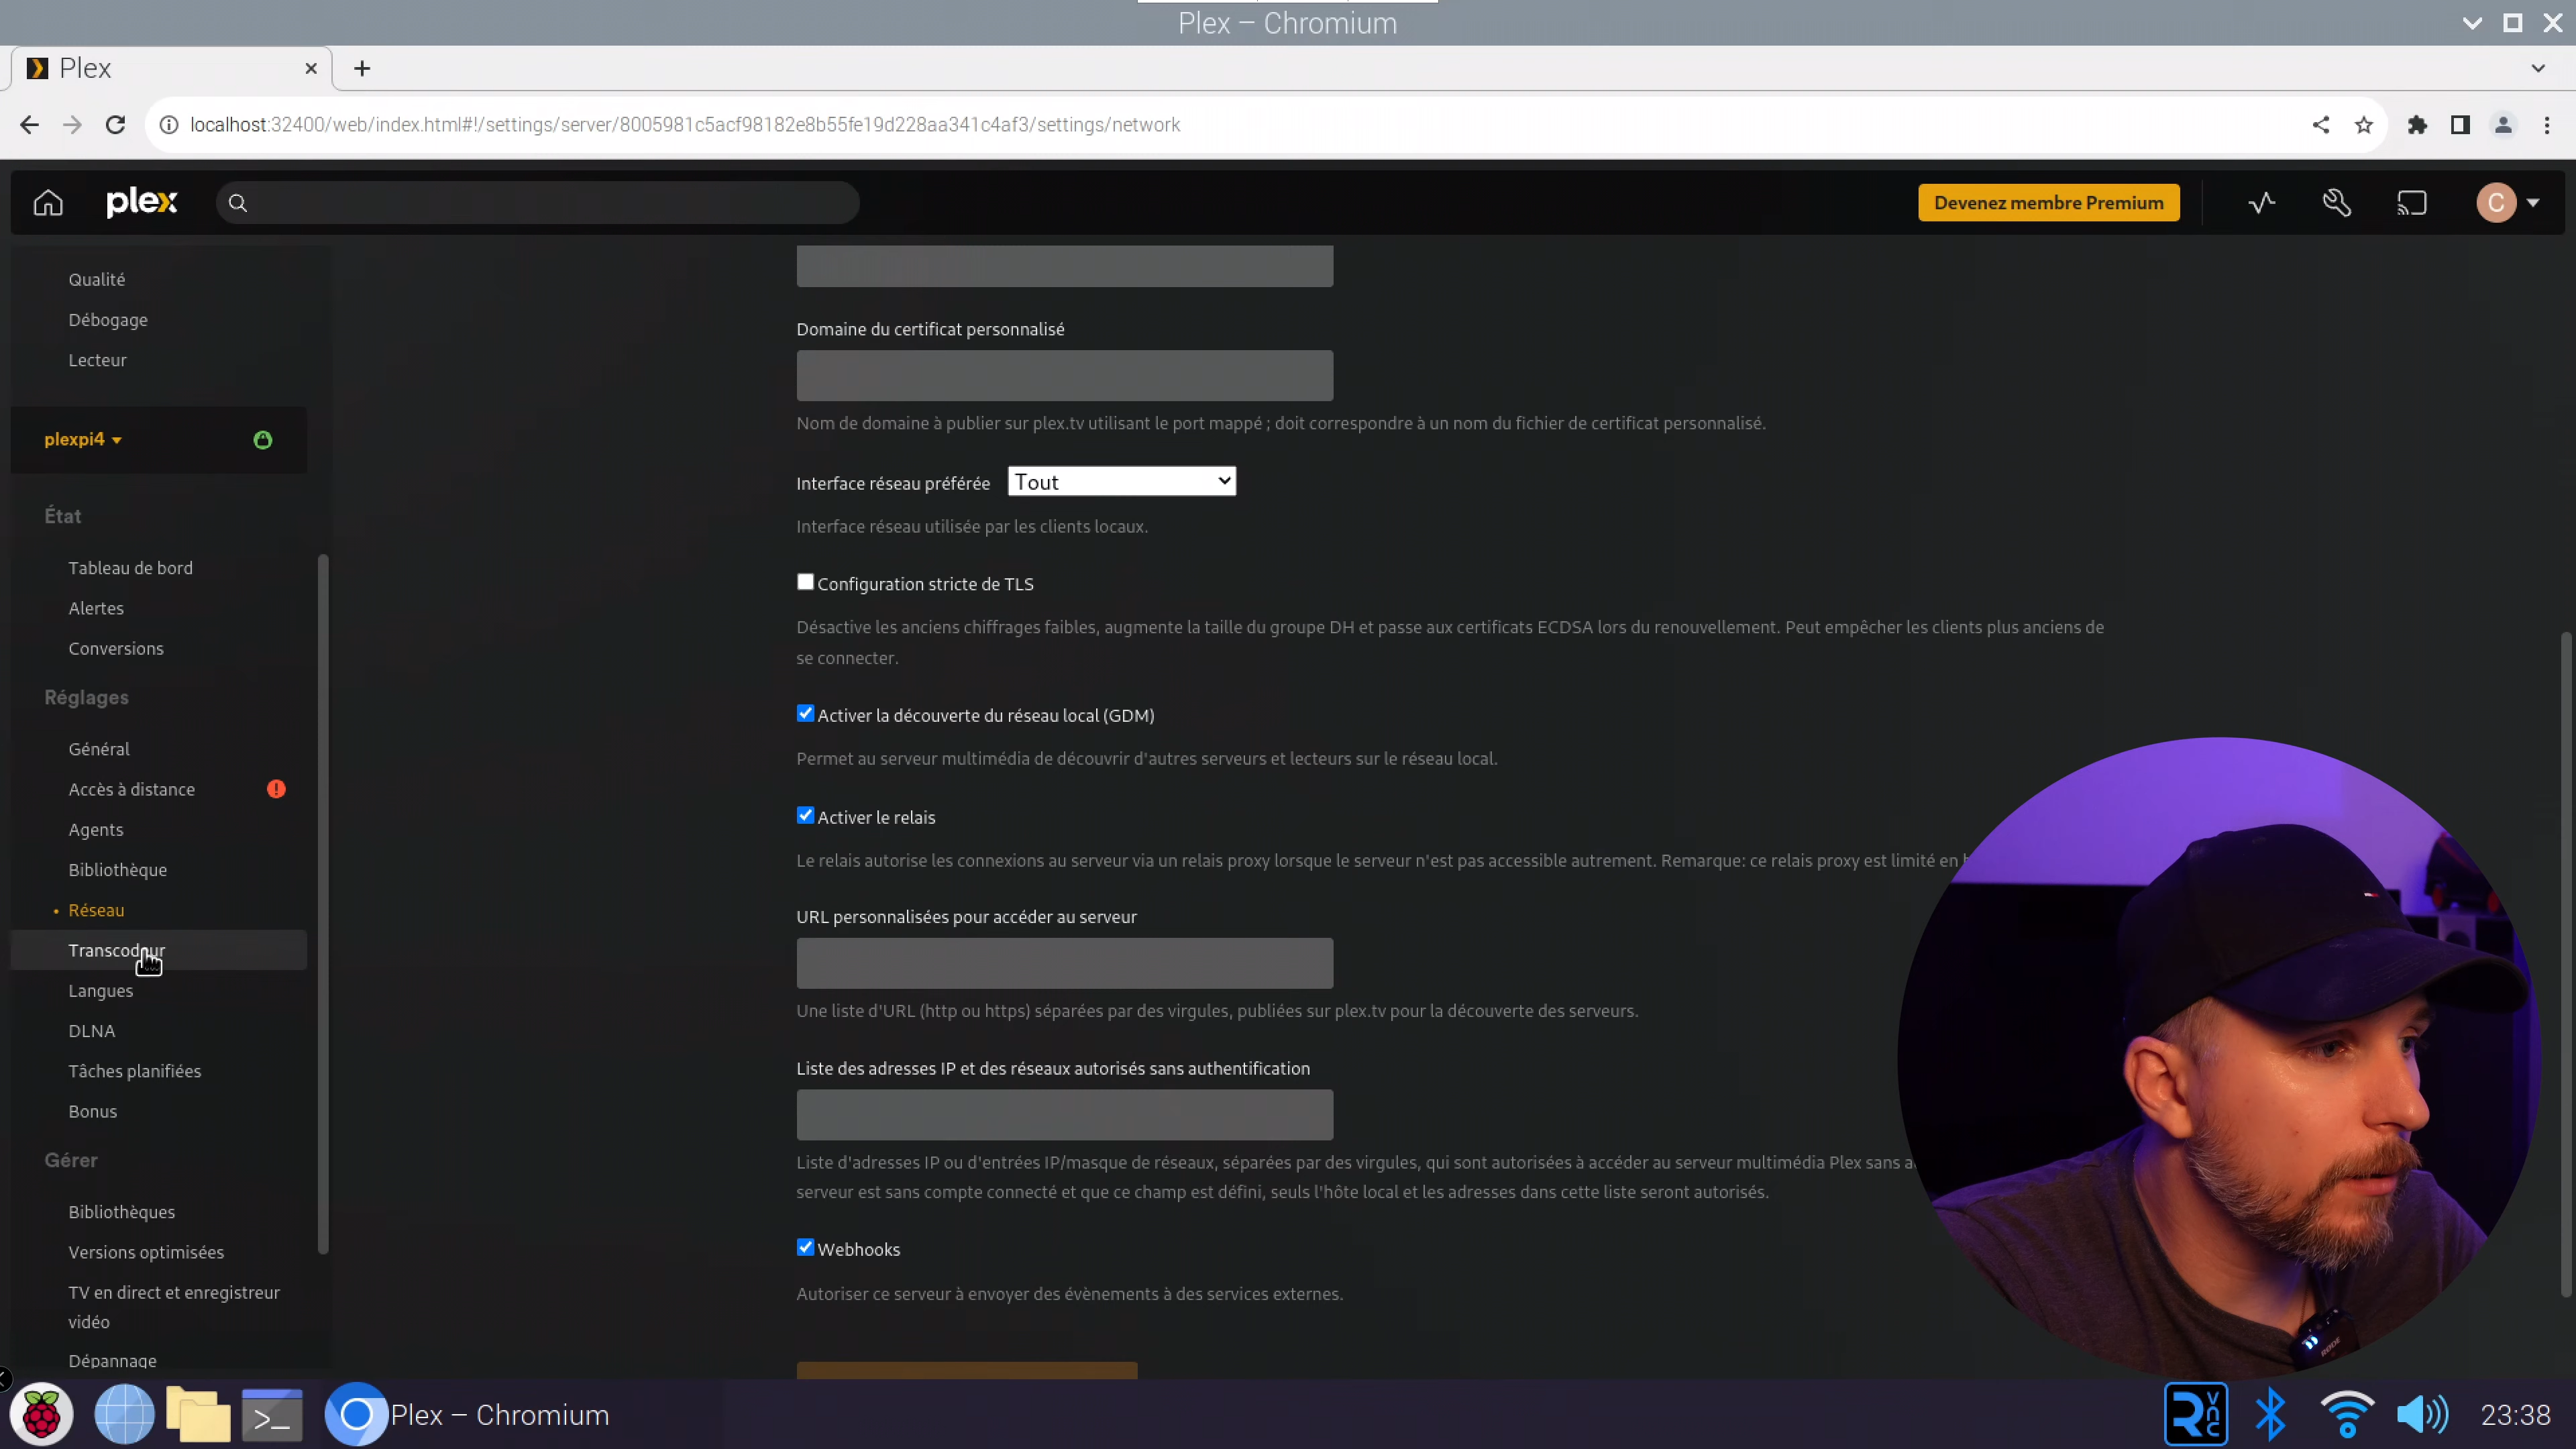 Plex – Chromium
Plex
localhost:32400/web/index.html#!/settings/server/8005981c5acf98182e8b55fe19d228aa341c4af3/settings/network
plex
Devenez membre Premium
C
Qualité
Débogage
Lecteur
plexpi4
État
Tableau de bord
Alertes
Conversions
Réglages
Général
Accès à distance
Agents
Bibliothèque
Réseau
Transcodeur
Langues
DLNA
Tâches planifiées
Bonus
Gérer
Bibliothèques
Versions optimisées
TV en direct et enregistreur
vidéo
Dépannage
Domaine du certificat personnalisé
Nom de domaine à publier sur plex.tv utilisant le port mappé ; doit correspondre à un nom du fichier de certificat personnalisé.
Interface réseau préférée Tout
Interface réseau utilisée par les clients locaux.
Configuration stricte de TLS
Désactive les anciens chiffrages faibles, augmente la taille du groupe DH et passe aux certificats ECDSA lors du renouvellement. Peut empêcher les clients plus anciens de
se connecter.
Activer la découverte du réseau local (GDM)
Permet au serveur multimédia de découvrir d'autres serveurs et lecteurs sur le réseau local.
Activer le relais
Le relais autorise les connexions au serveur via un relais proxy lorsque le serveur n'est pas accessible autrement. Remarque: ce relais proxy est limité en
URL personnalisées pour accéder au serveur
Une liste d'URL (http ou https) séparées par des virgules, publiées sur plex.tv pour la découverte des serveurs.
Liste des adresses IP et des réseaux autorisés sans authentification
Liste d'adresses IP ou d'entrées IP/masque de réseaux, séparées par des virgules, qui sont autorisées à accéder au serveur multimédia Plex sans
serveur est sans compte connecté et que ce champ est défini, seuls l'hôte local et les adresses dans cette liste seront autorisés.
Webhooks
Autoriser ce serveur à envoyer des évènements à des services externes.
Plex – Chromium
VNC
23:38